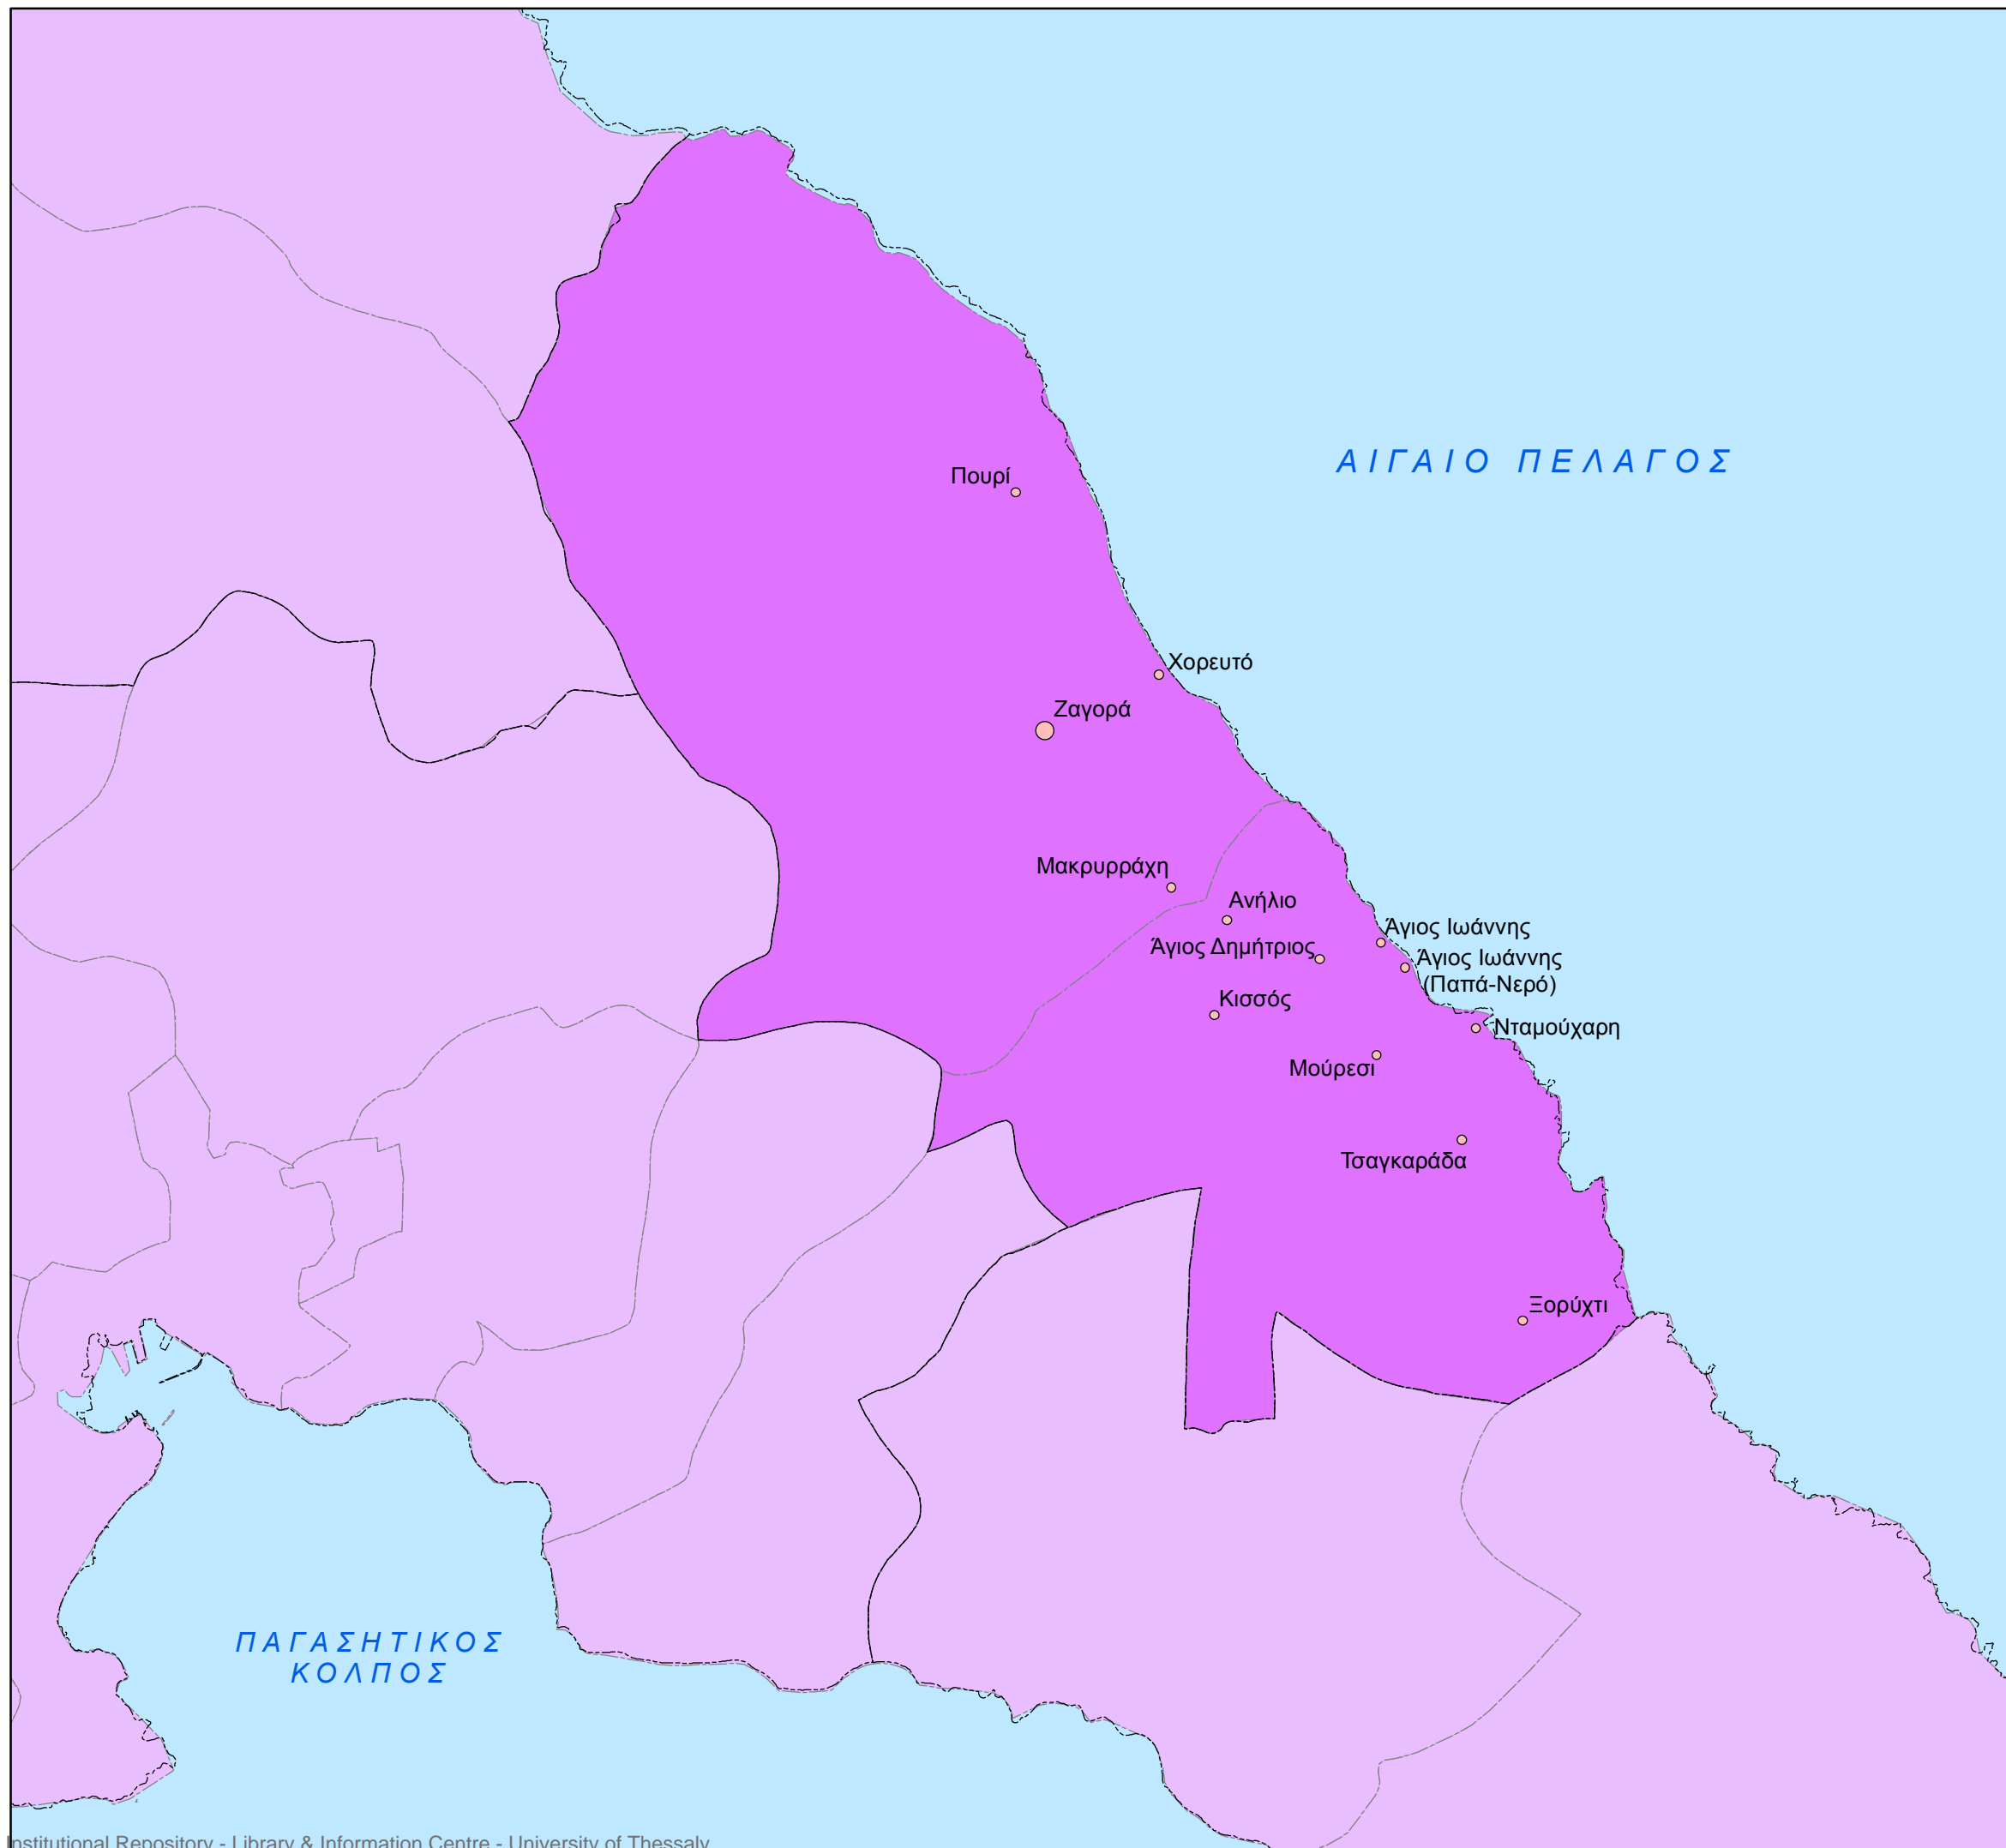 ΑΙΓΑΙΟ ΠΕΛΑΓΟΣ
Πουρί
Χορευτό
Ζαγορά
Μακρυρράχη
Ανήλιο
Άγιος Ιωάννης
Άγιος Δημήτριος
Άγιος Ιωάννης
(Παπά-Νερό)
Κισσός
Νταμούχαρη
Μούρεσι
Τσαγκαράδα
Ξορύχτι
ΠΑΓΑΣΗΤΙΚΟΣ
ΚΟΛΠΟΣ
Institutional Repository - Library & Information Centre - University of Thessaly